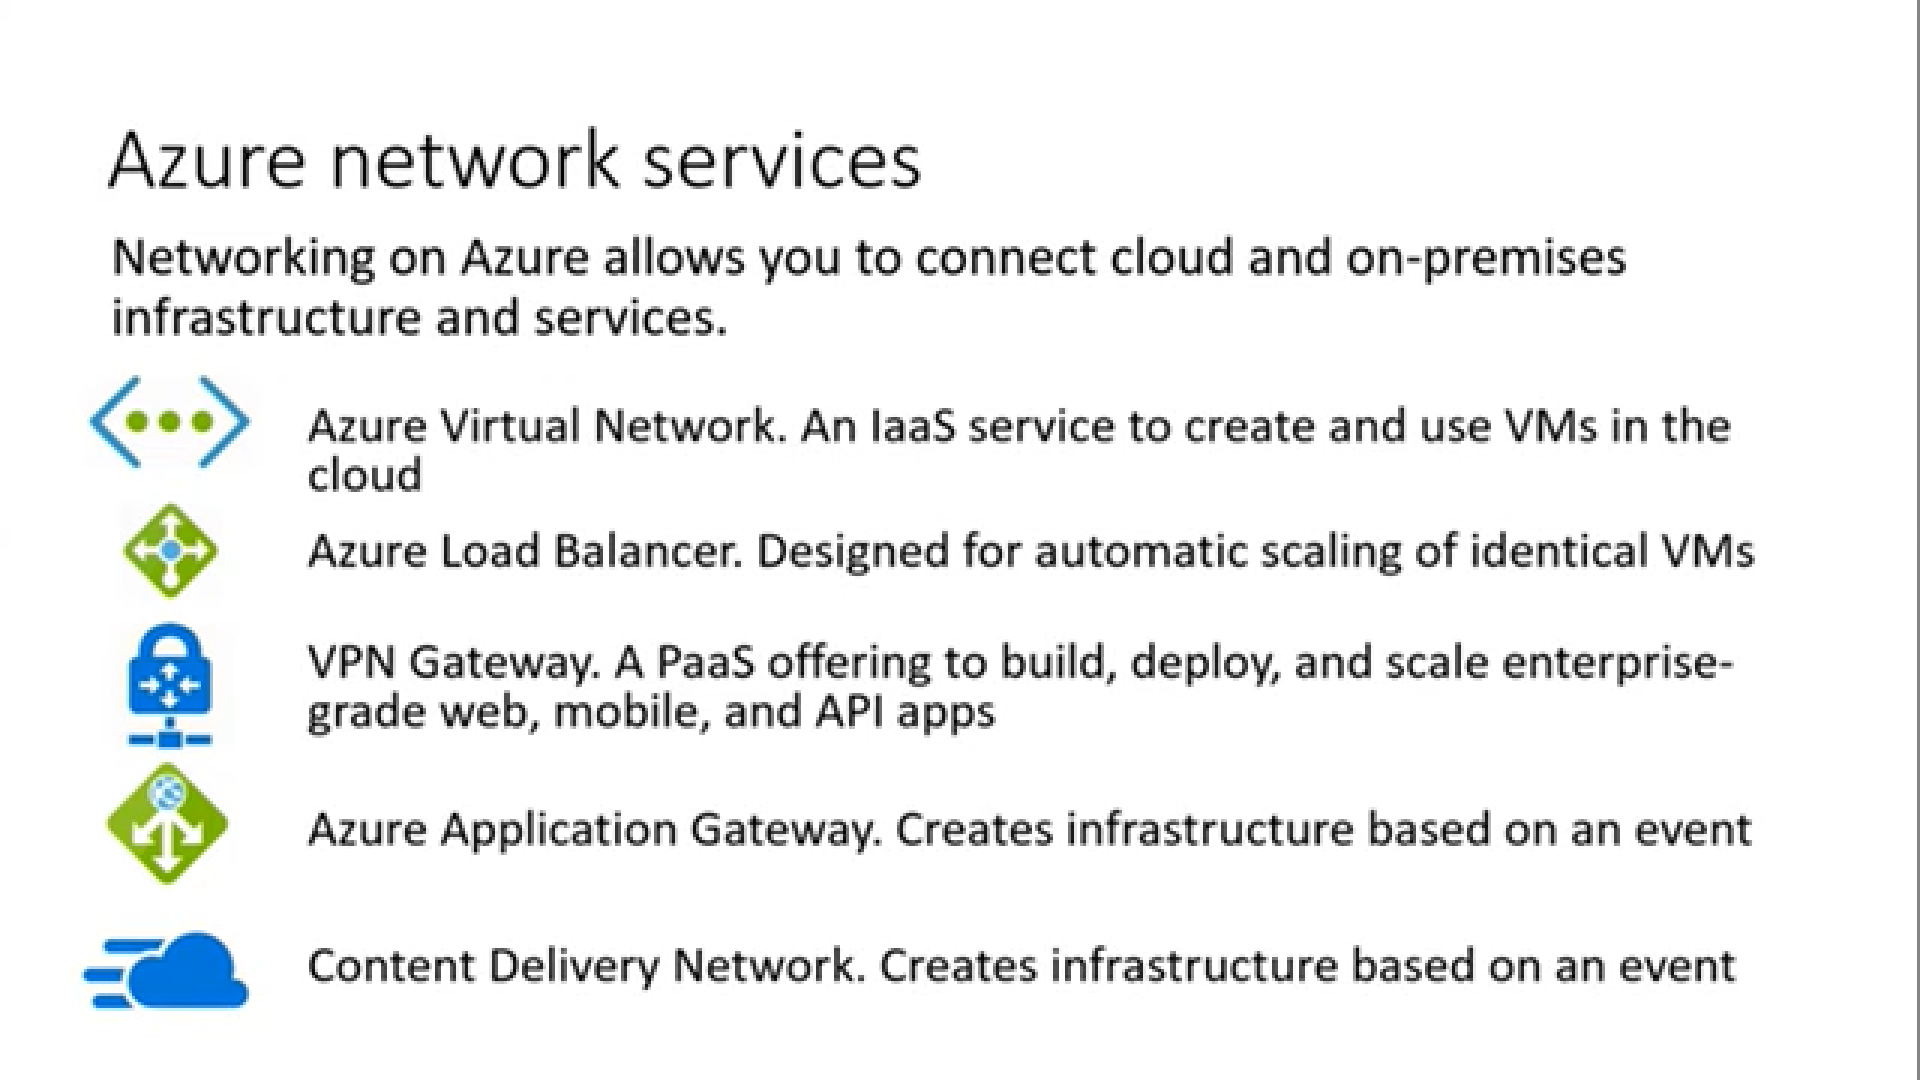 Azure network services
Networking on Azure allows you to connect cloud and on-premises
infrastructure and services.
Azure Virtual Network. An IaaS service to create and use VMs in the
cloud
Azure Load Balancer. Designed for automatic scaling of identical VMs
VPN Gateway. A PaaS offering to build, deploy, and scale enterprise-
grade web, mobile, and API apps
Azure Application Gateway. Creates infrastructure based on an event
Content Delivery Network. Creates infrastructure based on an event